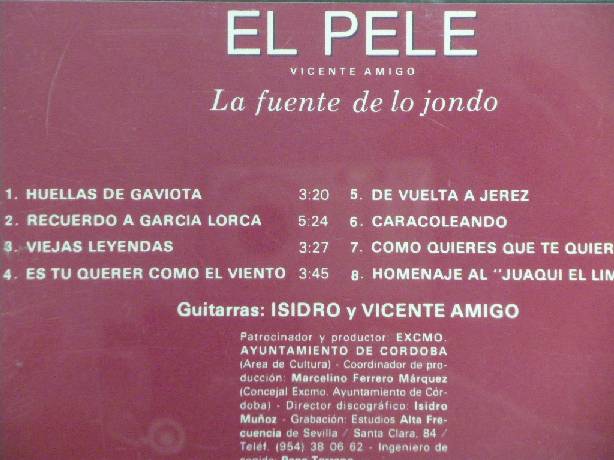 EL PELE
VICENTE AMIGO
La fuente de lo jondo
1. HUELLAS DE GAVIOTA 3:20
2. RECUERDO A GARCIA LORCA 5:24
3. VIEJAS LEYENDAS 3:27
4. ES TU QUERER COMO EL VIENTO 3:45
5. DE VUELTA A JEREZ
6. CARACOLEANDO
7. COMO QUIERES QUE TE QUIER
8. HOMENAJE AL "JUAQUI EL LIM
Guitarras: ISIDRO y VICENTE AMIGO
Patrocinador y productor: EXCMO.
AYUNTAMIENTO DE CORDOBA
(Area de Cultura) - Coordinador de pro-
ducción: Marcelino Ferrero Márquez
(Concejal Excmo. Ayuntamiento de Cór-
doba) - Director discográfico: Isidro
Muñoz - Grabación: Estudios Alta Fre-
cuencia de Sevilla / Santa Clara, 84 /
Teléf. (954) 38 06 62 - Ingeniero de